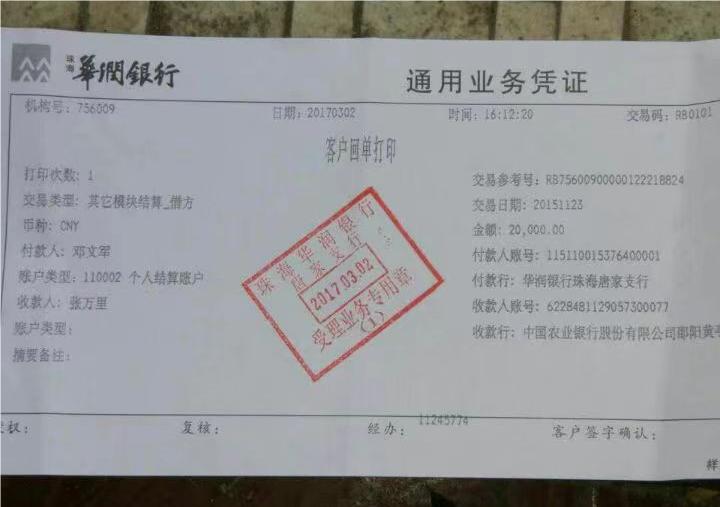 珠海 华润银行
通用业务凭证
机构号: 756009 日期: 20170302 时间: 16:12:20 交易码: RB0101
客户回单打印
打印次数: 1
交易参考号: RB75600900000122218824
交易类型: 其它模块结算_借方
交易日期: 20151123
币种: CNY
金额: 20,000.00
付款人: 邓文军
付款人账号: 115110015376400001
账户类型: 110002 个人结算账户
付款行: 华润银行珠海唐家支行
收款人: 张万里
收款人账号: 6228481129057300077
账户类型:
收款行: 中国农业银行股份有限公司邵阳黄亭
摘要备注:
珠海华润银行
唐家支行
2017.03.02
受理业务专用章
(1)
授权: 复核: 经办: 11245774 客户签字确认: